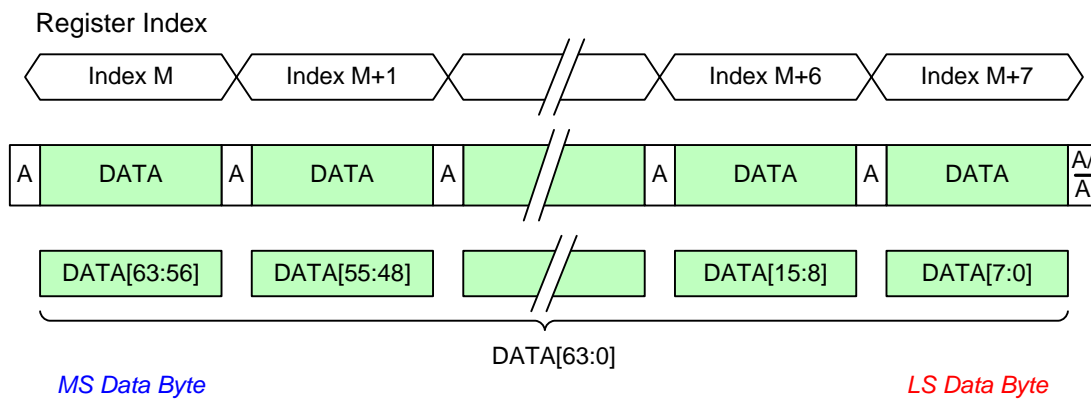 Register Index
Index M Index M+1 Index M+6 Index M+7
A DATA A DATA A A DATA A DATA A/
A
DATA[63:56] DATA[55:48] DATA[15:8] DATA[7:0]
DATA[63:0]
MS Data Byte LS Data Byte